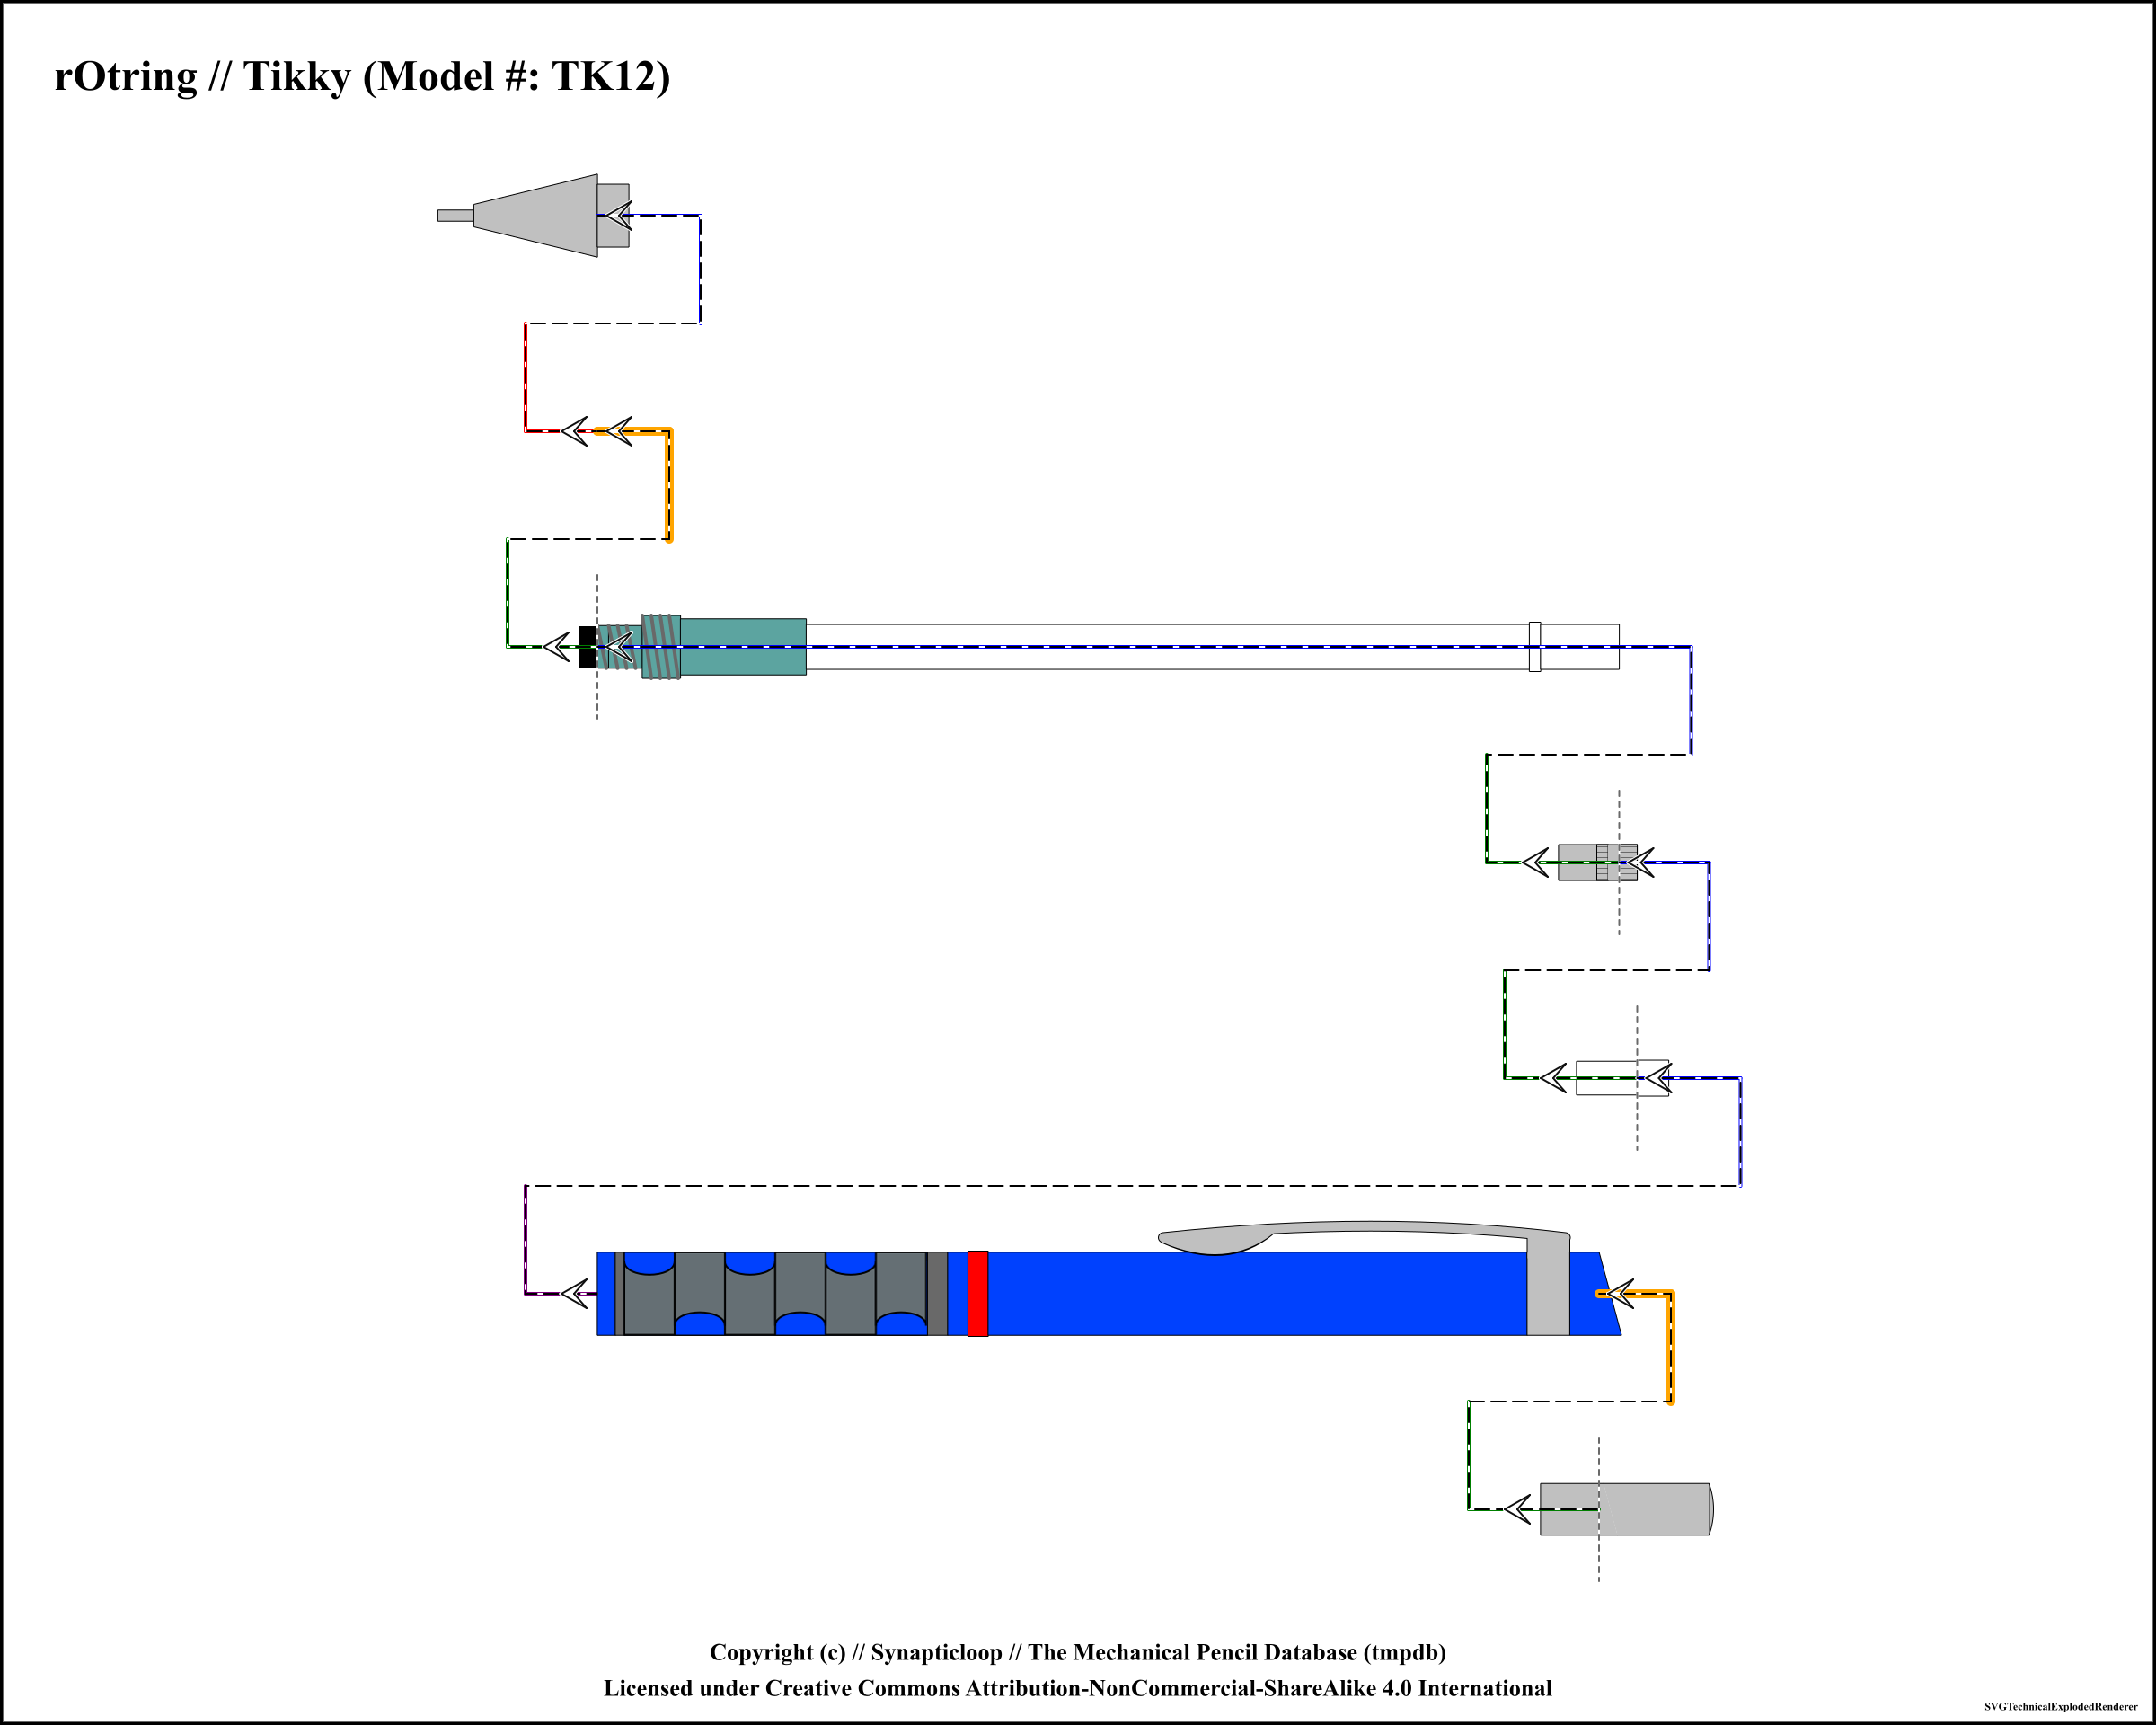 rOtring // Tikky (Model #: TK12)
Copyright (c) // Synapticloop // The Mechanical Pencil Database (tmpdb)
Licensed under Creative Commons Attribution-NonCommercial-ShareAlike 4.0 International
SVGTechnicalExplodedRenderer